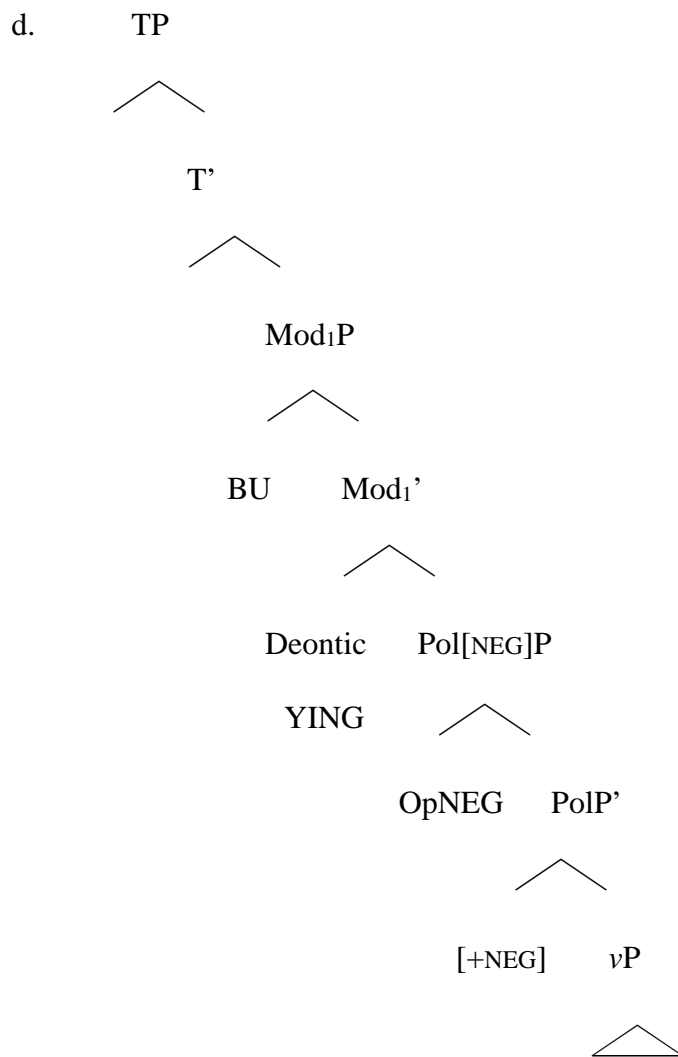 d. TP
T’
Mod₁P
BU Mod₁’
Deontic Pol[NEG]P
YING
OpNEG PolP’
[+NEG] vP